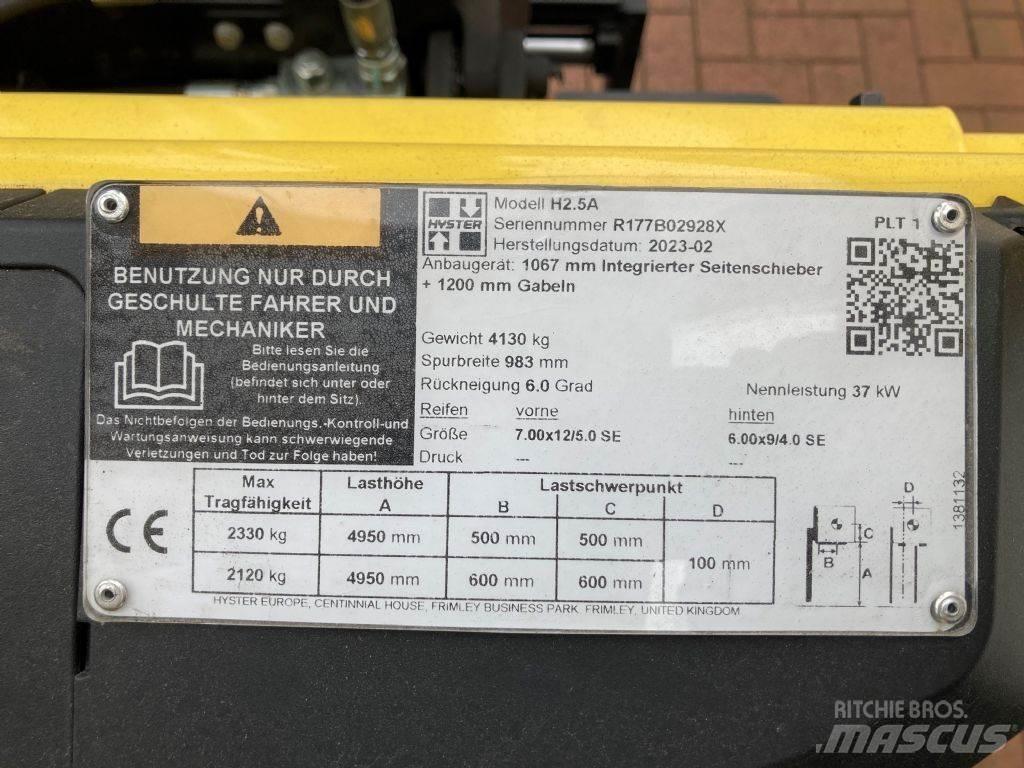 BENUTZUNG NUR DURCH
GESCHULTE FAHRER UND
MECHANIKER
Bitte lesen Sie die
Bedienungsanleitung
(befindet sich unter oder
hinter dem Sitz).
Das Nichtbefolgen der Bedienungs,-Kontroll-und
Wartungsanweisung kann schwerwiegende
Verletzungen und Tod zur Folge haben!
HYSTER
Modell H2.5A
Seriennummer R177B02928X
Herstellungsdatum: 2023-02
PLT 1
Anbaugerät: 1067 mm Integrierter Seitenschieber
+ 1200 mm Gabeln
Gewicht 4130 kg
Spurbreite 983 mm
Rückneigung 6.0 Grad
Nennleistung 37 kW
Reifen vorne hinten
Größe 7.00x12/5.0 SE 6.00x9/4.0 SE
Druck --- ---
Max Tragfähigkeit Lasthöhe A Lastschwerpunkt B C D
2330 kg 4950 mm 500 mm 500 mm 100 mm
2120 kg 4950 mm 600 mm 600 mm
CE
D
C
B
A
1381132
HYSTER EUROPE, CENTINNIAL HOUSE, FRIMLEY BUSINESS PARK, FRIMLEY, UNITED KINGDOM
RITCHIE BROS.
MASCUS